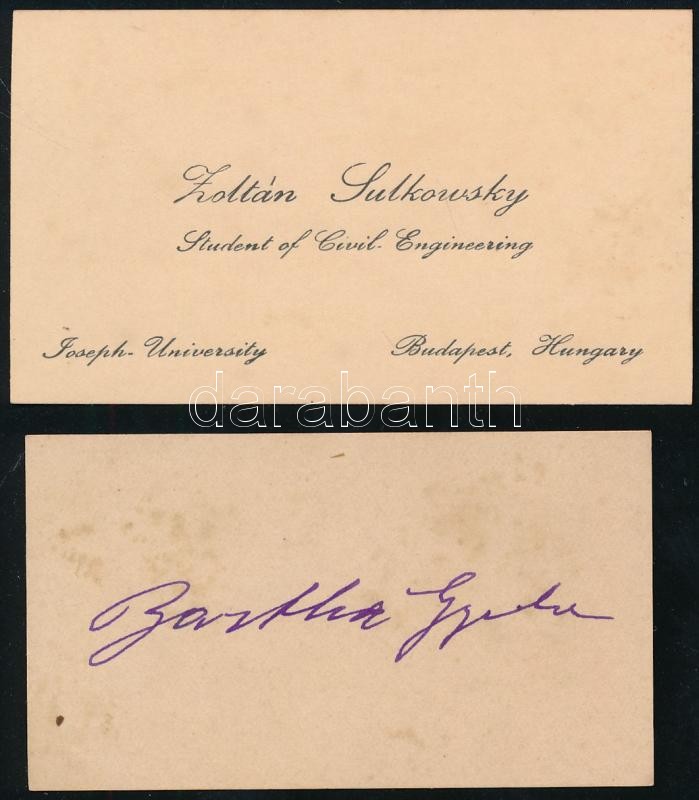 Zoltán Sulkowsky
Student of Civil-Engineering
Joseph-University Budapest, Hungary
darabanth
Bartha Gyula